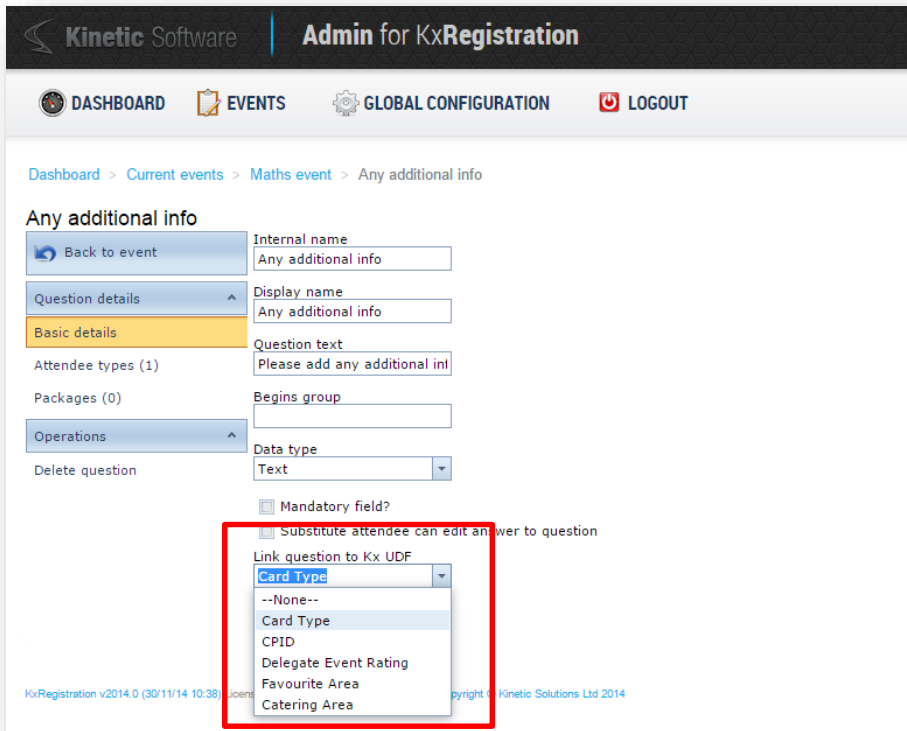 Kinetic Software Admin for KxRegistration
DASHBOARD EVENTS GLOBAL CONFIGURATION LOGOUT
Dashboard > Current events > Maths event > Any additional info
Any additional info
Back to event
Question details
Basic details
Attendee types (1)
Packages (0)
Operations
Delete question
Internal name
Any additional info
Display name
Any additional info
Question text
Please add any additional inf
Begins group
Data type
Text
Mandatory field?
Substitute attendee can edit answer to question
Link question to Kx UDF
Card Type
--None--
Card Type
CPID
Delegate Event Rating
Favourite Area
Catering Area
KxRegistration v2014.0 (30/11/14 10:38) Kinetic Solutions Ltd 2014